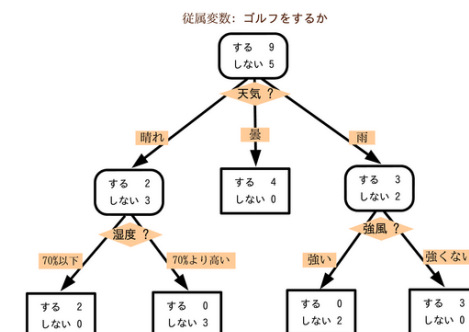 従属変数: ゴルフをするか
する 9
しない 5
天気 ?
晴れ
曇
雨
する 2
しない 3
する 4
しない 0
する 3
しない 2
湿度 ?
強風 ?
70%以下
70%より高い
強い
強くない
する 2
しない 0
する 0
しない 3
する 0
しない 2
する 3
しない 0